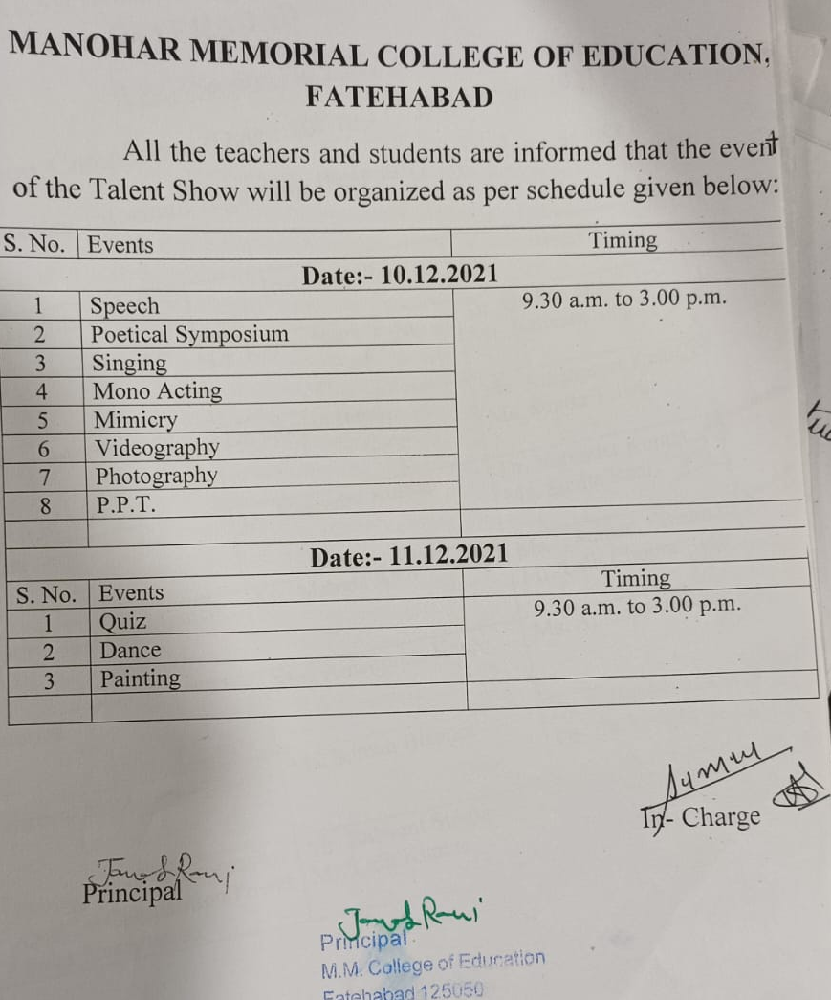 MANOHAR MEMORIAL COLLEGE OF EDUCATION,
FATEHABAD
All the teachers and students are informed that the event
of the Talent Show will be organized as per schedule given below:
S. No. Events Timing
Date:- 10.12.2021
1 Speech 9.30 a.m. to 3.00 p.m.
2 Poetical Symposium
3 Singing
4 Mono Acting
5 Mimicry
6 Videography
7 Photography
8 P.P.T.
Date:- 11.12.2021
S. No. Events Timing
1 Quiz 9.30 a.m. to 3.00 p.m.
2 Dance
3 Painting
In- Charge
Principal
Principal
M.M. College of Education
Fatehabad 125050